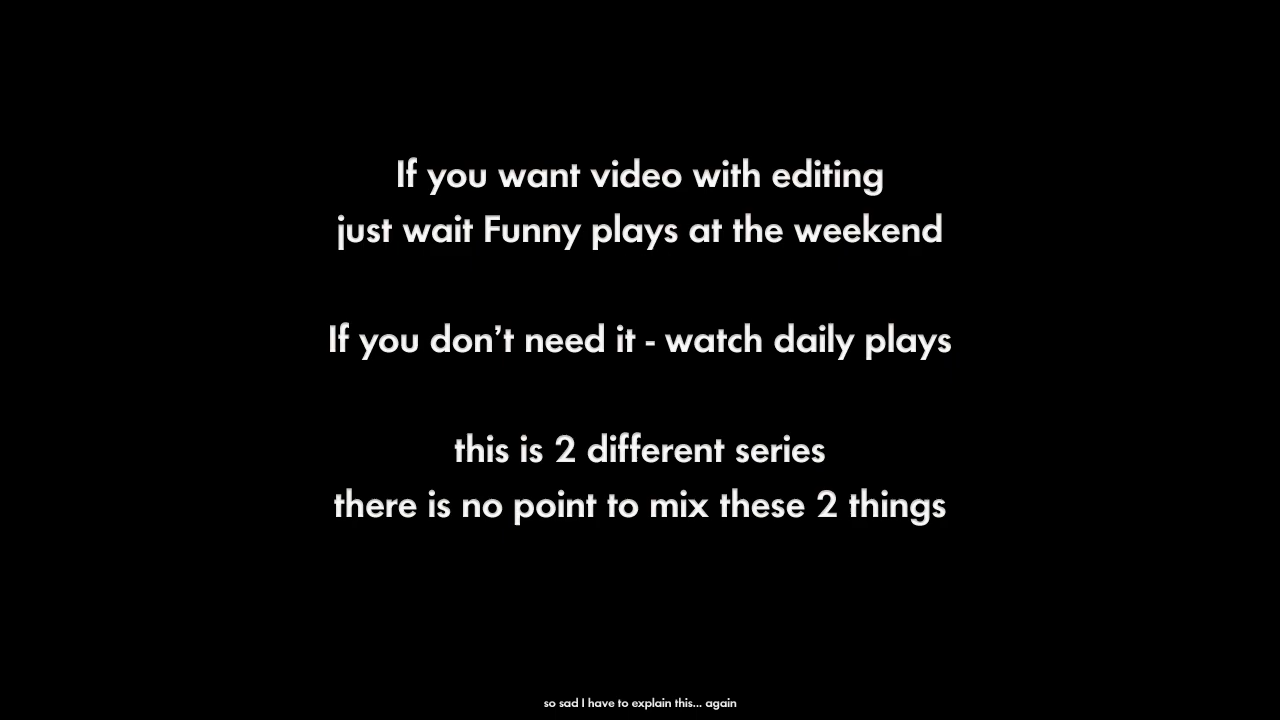 If you want video with editing
just wait Funny plays at the weekend
If you don’t need it - watch daily plays
this is 2 different series
there is no point to mix these 2 things
so sad I have to explain this... again